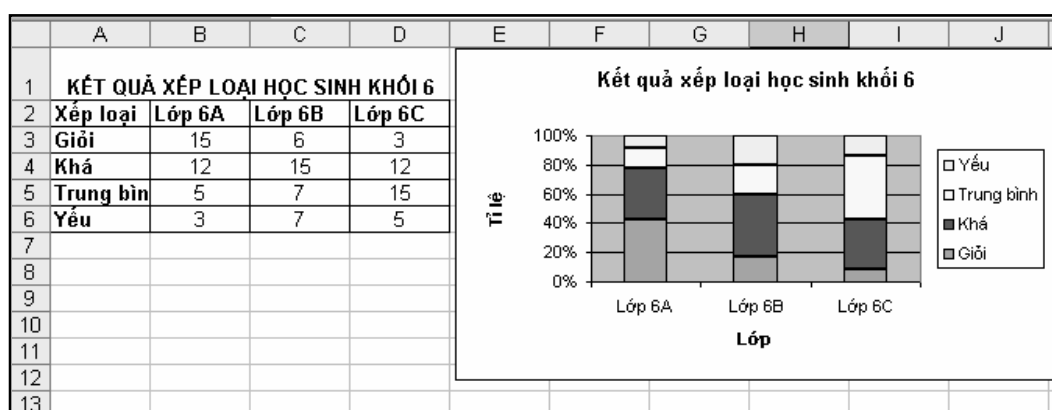 A B C D E F G H I J
1 KẾT QUẢ XẾP LOẠI HỌC SINH KHỐI 6
2 Xếp loại Lớp 6A Lớp 6B Lớp 6C
3 Giỏi 15 6 3
4 Khá 12 15 12
5 Trung bìn 5 7 15
6 Yếu 3 7 5
7
8
9
10
11
12
13
Kết quả xếp loại học sinh khối 6
100%
80%
60%
40%
20%
0%
Tỉ lệ
Lớp 6A Lớp 6B Lớp 6C
Lớp
Yếu
Trung bình
Khá
Giỏi